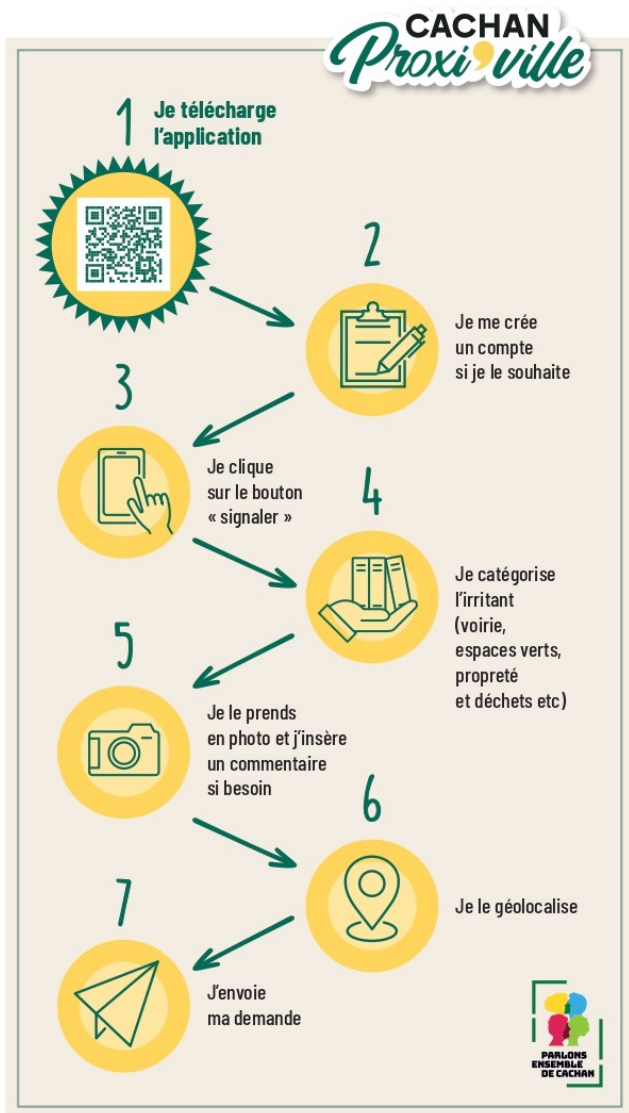 CACHAN
Proxi'ville
1
Je télécharge
l'application
2
Je me crée
un compte
si je le souhaite
3
Je clique
sur le bouton
« signaler »
4
Je catégorise
l'irritant
(voirie,
espaces verts,
propreté
et déchets etc)
5
Je le prends
en photo et j'insère
un commentaire
si besoin
6
Je le géolocalise
7
J'envoie
ma demande
PARLONS
ENSEMBLE
DE CACHAN